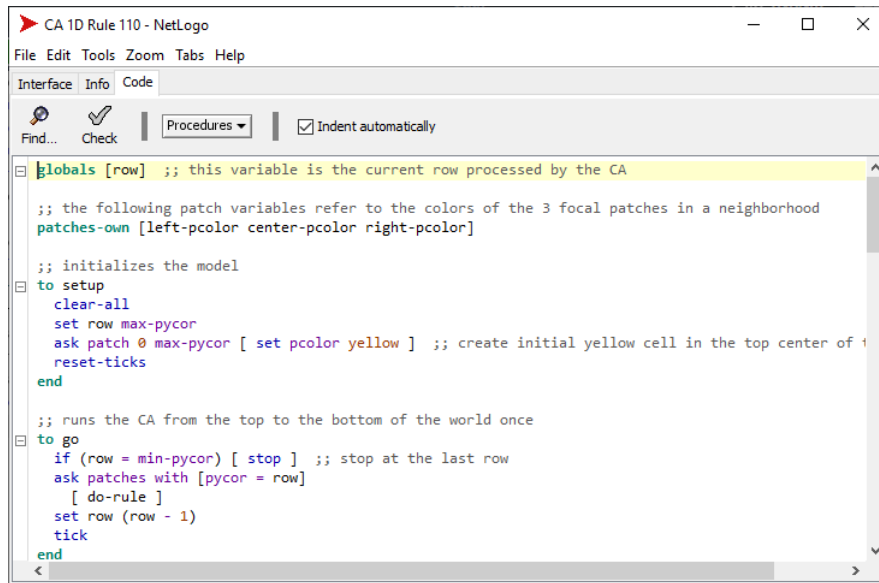 CA 1D Rule 110 - NetLogo
File Edit Tools Zoom Tabs Help
Interface Info Code
Find... Check Procedures Indent automatically
globals [row]  ;; this variable is the current row processed by the CA
;; the following patch variables refer to the colors of the 3 focal patches in a neighborhood
patches-own [left-pcolor center-pcolor right-pcolor]
;; initializes the model
to setup
  clear-all
  set row max-pycor
  ask patch 0 max-pycor [ set pcolor yellow ]  ;; create initial yellow cell in the top center of
  reset-ticks
end
;; runs the CA from the top to the bottom of the world once
to go
  if (row = min-pycor) [ stop ]  ;; stop at the last row
  ask patches with [pycor = row]
    [ do-rule ]
  set row (row - 1)
  tick
end